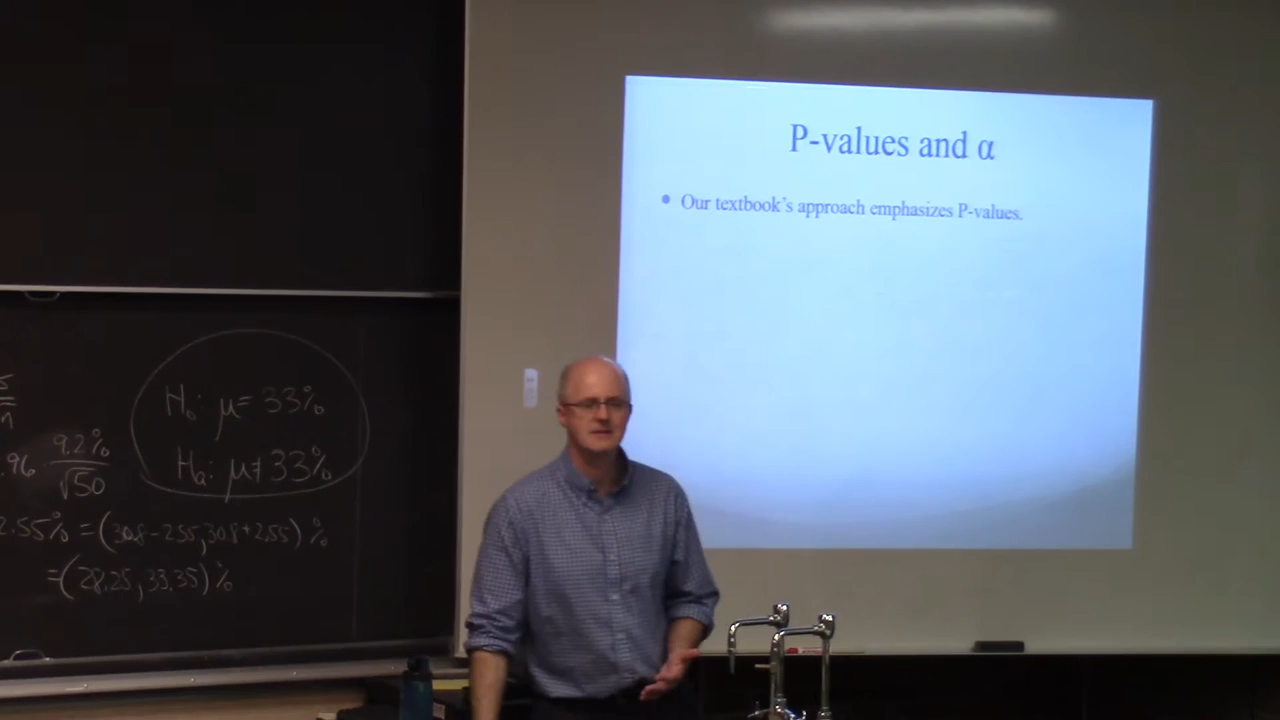 P-values and α
• Our textbook's approach emphasizes P-values.
H₀: μ = 33%
Hₐ: μ ≠ 33%
.96 · 9.2% / √50
2.55% = (30.8 - 2.55, 30.8 + 2.55) %
= (28.25, 33.35) %